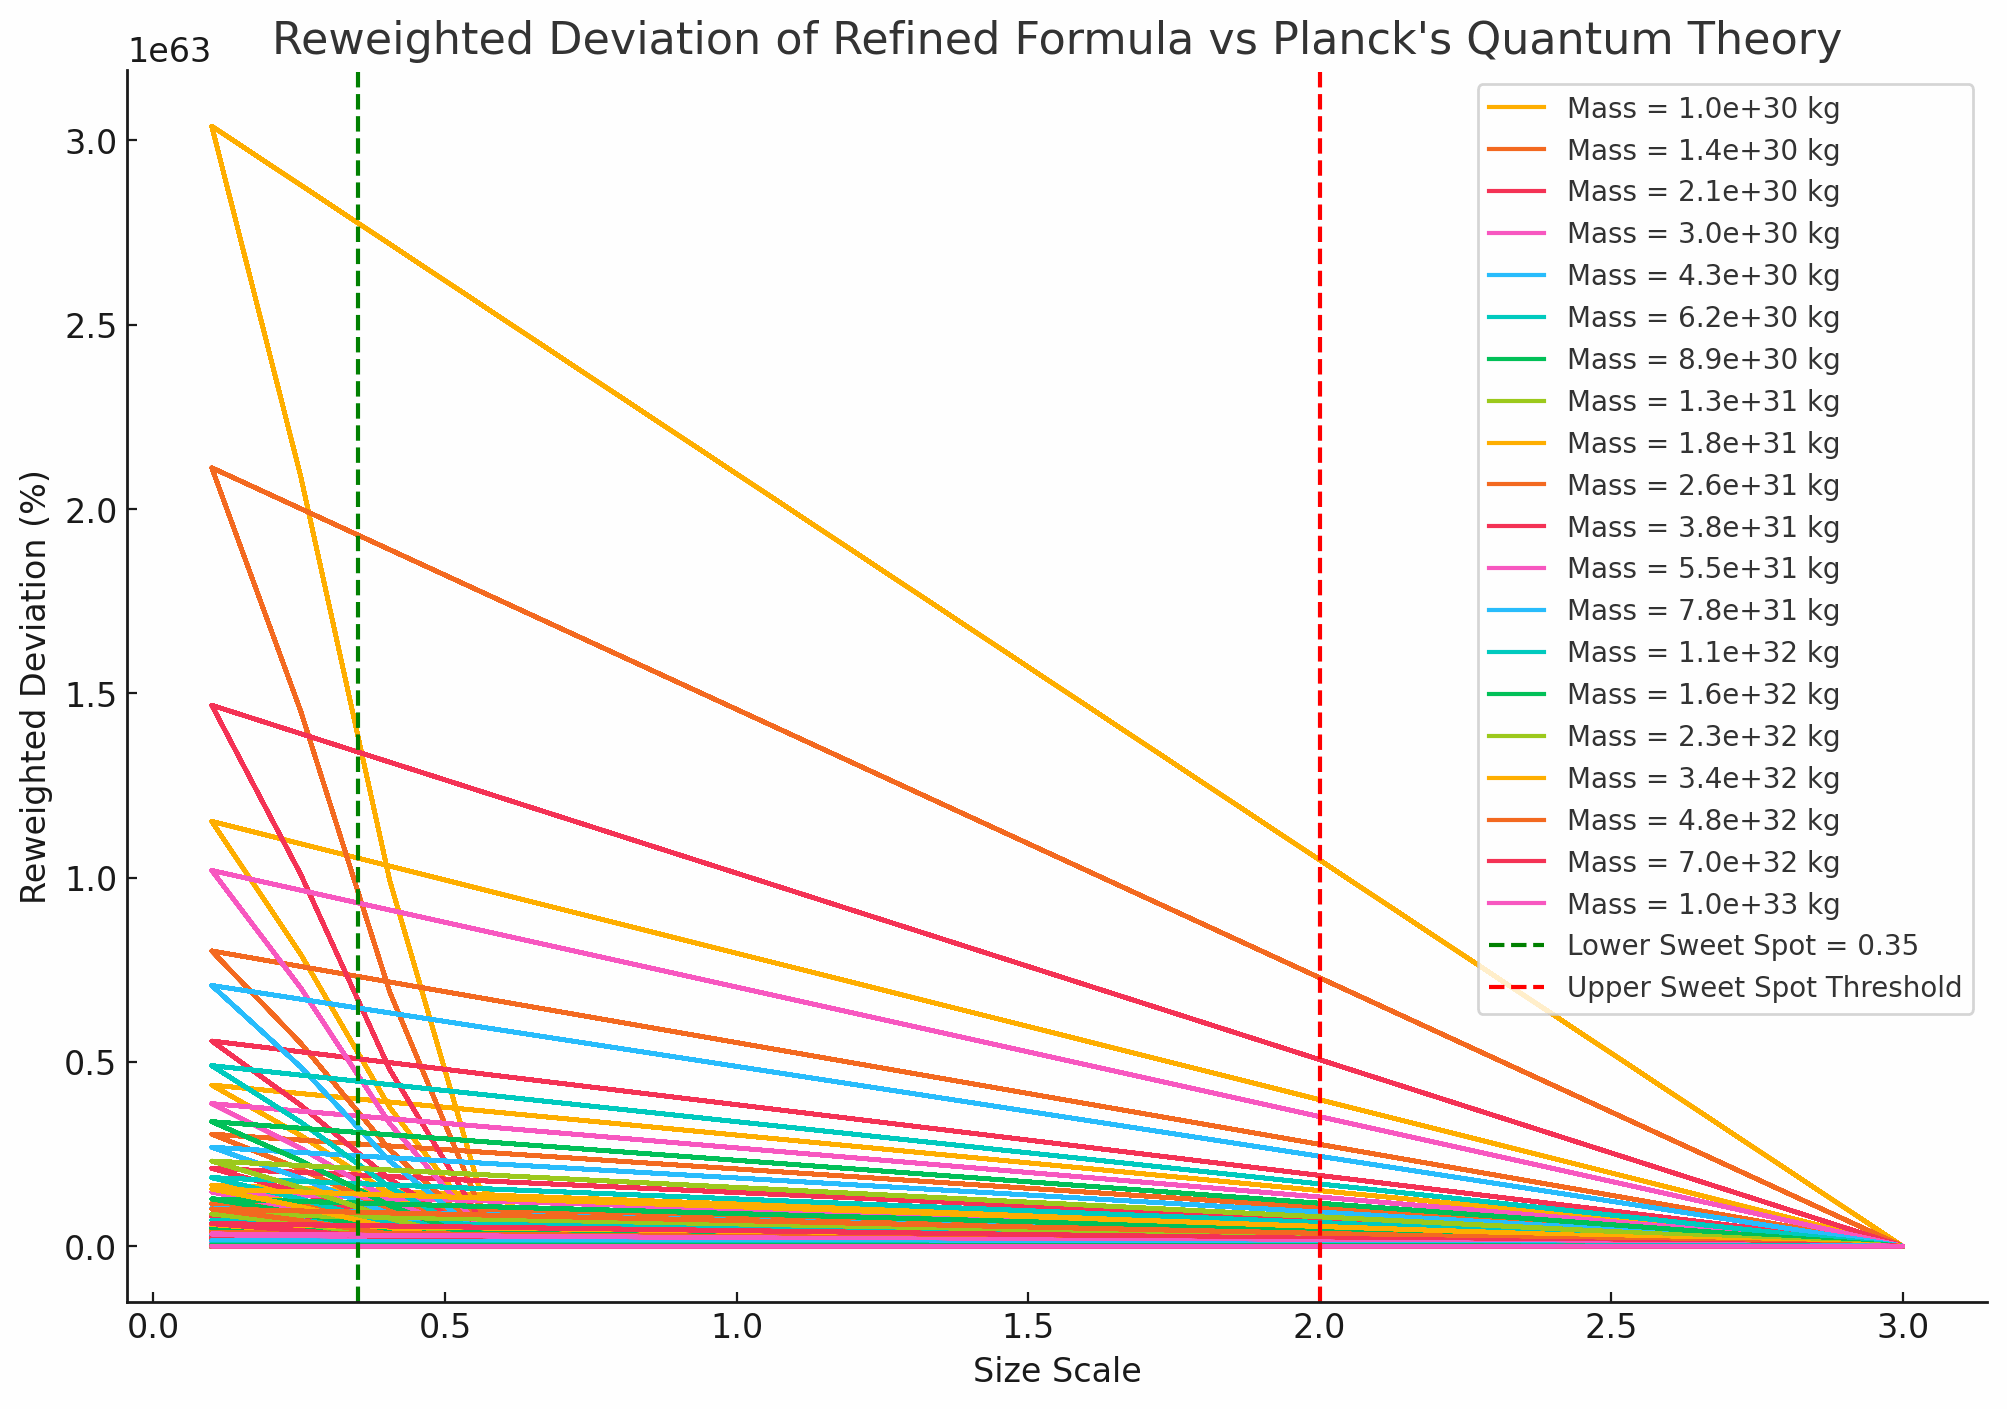 Reweighted Deviation of Refined Formula vs Planck's Quantum Theory
1e63
3.0
2.5
2.0
1.5
1.0
0.5
0.0
Reweighted Deviation (%)
Mass = 1.0e+30 kg
Mass = 1.4e+30 kg
Mass = 2.1e+30 kg
Mass = 3.0e+30 kg
Mass = 4.3e+30 kg
Mass = 6.2e+30 kg
Mass = 8.9e+30 kg
Mass = 1.3e+31 kg
Mass = 1.8e+31 kg
Mass = 2.6e+31 kg
Mass = 3.8e+31 kg
Mass = 5.5e+31 kg
Mass = 7.8e+31 kg
Mass = 1.1e+32 kg
Mass = 1.6e+32 kg
Mass = 2.3e+32 kg
Mass = 3.4e+32 kg
Mass = 4.8e+32 kg
Mass = 7.0e+32 kg
Mass = 1.0e+33 kg
Lower Sweet Spot = 0.35
Upper Sweet Spot Threshold
0.0 0.5 1.0 1.5 2.0 2.5 3.0
Size Scale